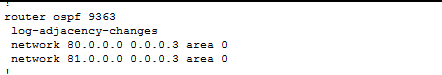 !
router ospf 9363
 log-adjacency-changes
 network 80.0.0.0 0.0.0.3 area 0
 network 81.0.0.0 0.0.0.3 area 0
!